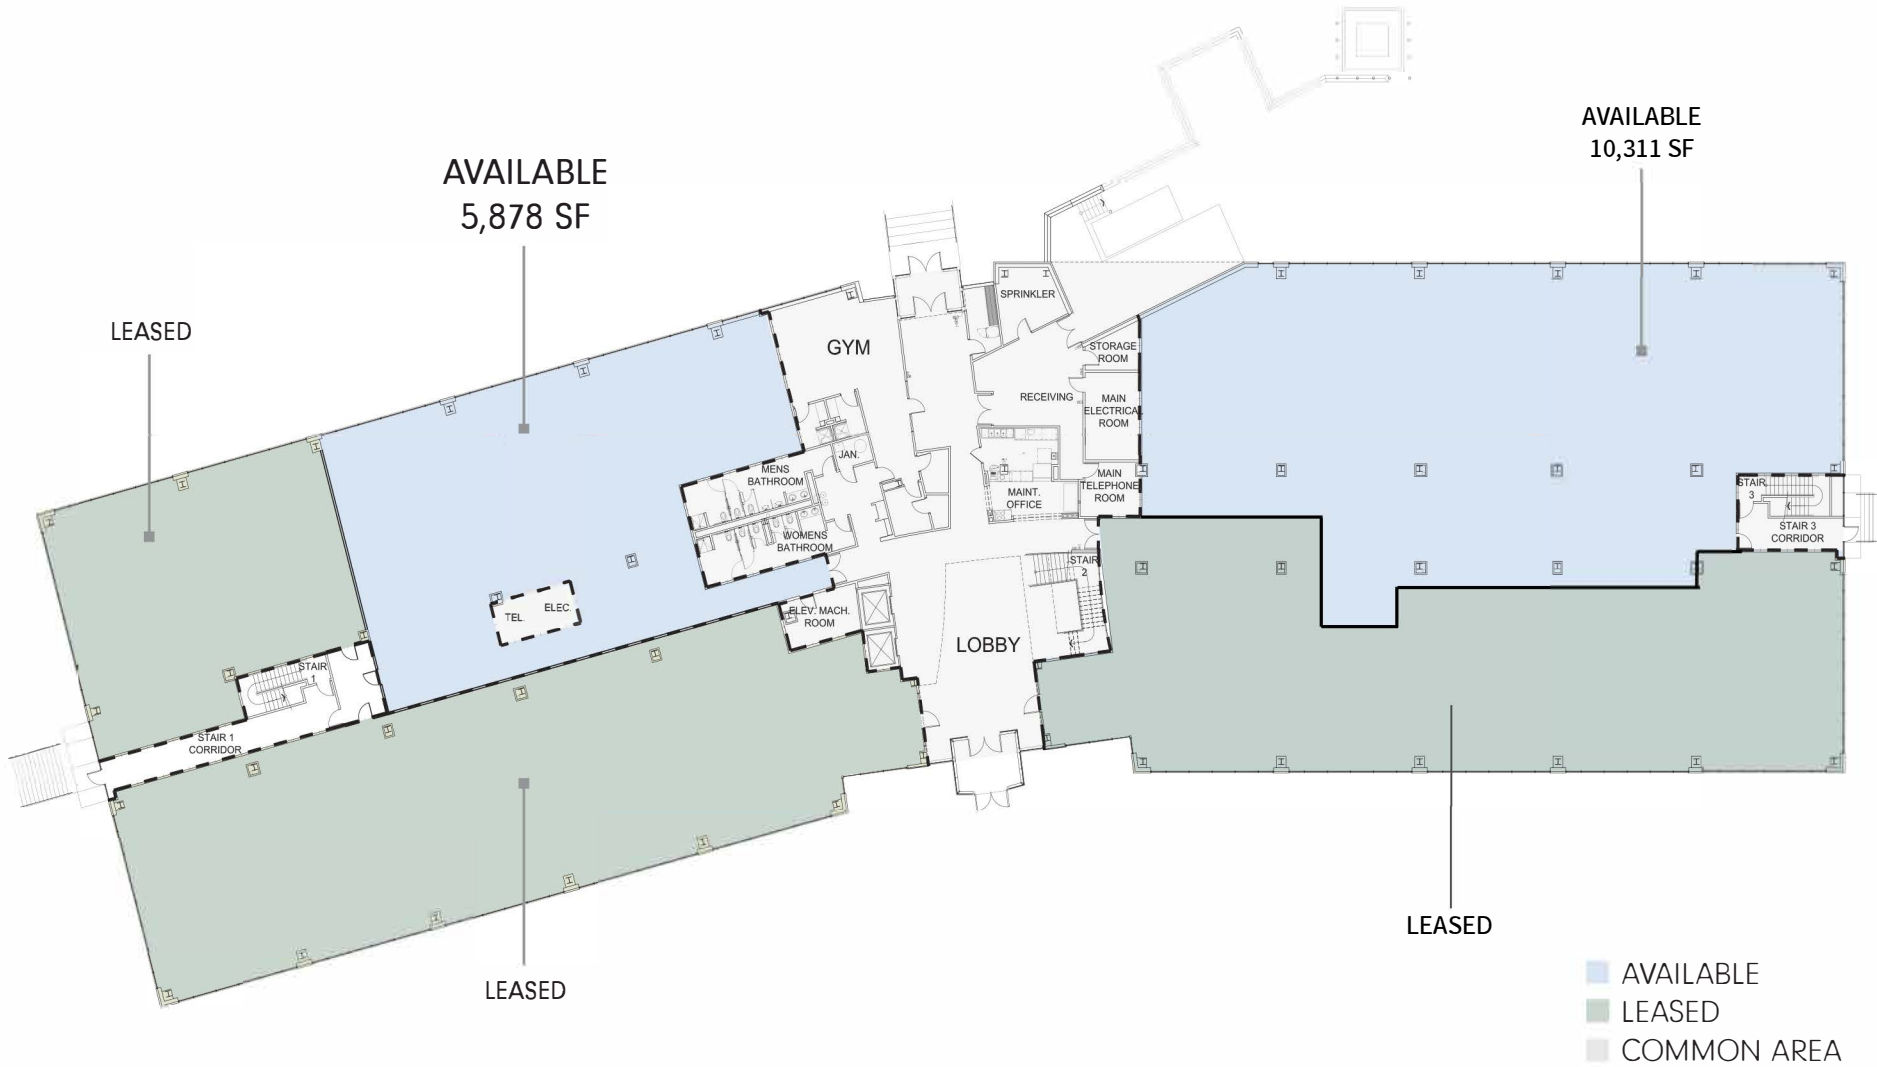 AVAILABLE
10,311 SF
AVAILABLE
5,878 SF
LEASED
SPRINKLER
GYM
STORAGE
ROOM
RECEIVING
MAIN
ELECTRICAL
ROOM
JAN.
MENS
BATHROOM
MAIN
TELEPHONE
ROOM
MAINT.
OFFICE
STAIR
3
STAIR 3
CORRIDOR
WOMENS
BATHROOM
STAIR
2
TEL.
ELEC.
ELEV. MACH.
ROOM
LOBBY
STAIR
1
STAIR 1
CORRIDOR
LEASED
LEASED
AVAILABLE
LEASED
COMMON AREA